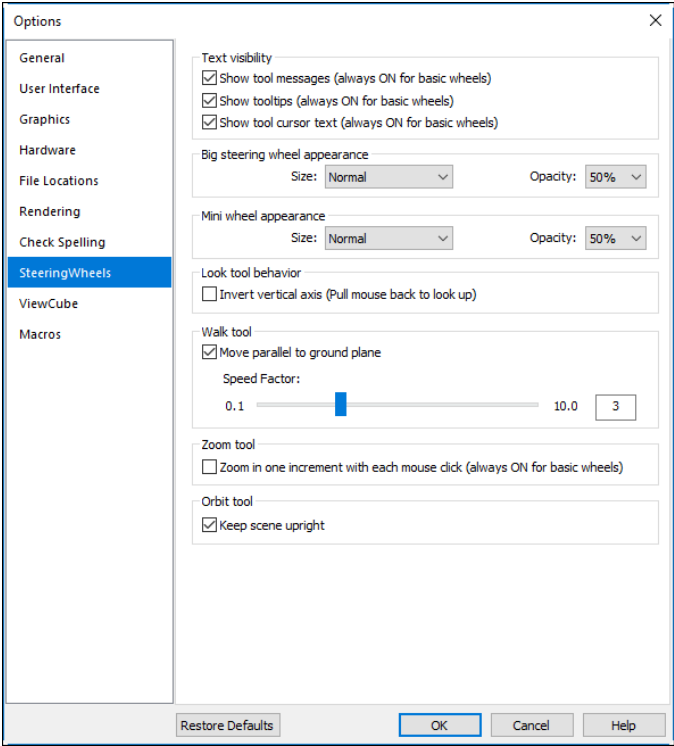 Options
General
User Interface
Graphics
Hardware
File Locations
Rendering
Check Spelling
SteeringWheels
ViewCube
Macros
Text visibility
Show tool messages (always ON for basic wheels)
Show tooltips (always ON for basic wheels)
Show tool cursor text (always ON for basic wheels)
Big steering wheel appearance
Size: Normal Opacity: 50%
Mini wheel appearance
Size: Normal Opacity: 50%
Look tool behavior
Invert vertical axis (Pull mouse back to look up)
Walk tool
Move parallel to ground plane
Speed Factor:
0.1 10.0 3
Zoom tool
Zoom in one increment with each mouse click (always ON for basic wheels)
Orbit tool
Keep scene upright
Restore Defaults OK Cancel Help